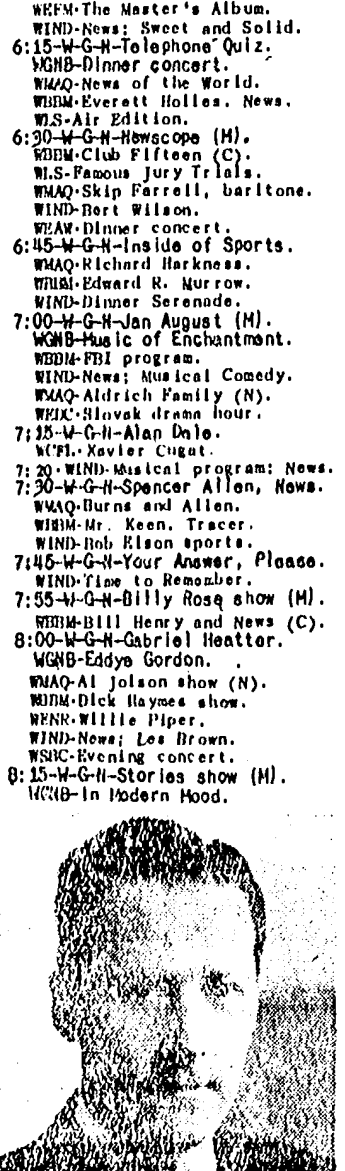 WEFM-The Master's Album.
WIND-News; Sweet and Solid.
6:15-W-G-N-Telephone Quiz.
WGNB-Dinner concert.
WMAQ-News of the World.
WBBM-Everett Holles. News.
WLS-Air Edition.
6:30-W-G-N-Newscope (M).
WBBM-Club Fifteen (C).
WLS-Famous Jury Trials.
WMAQ-Skip Farrell, baritone.
WIND-Bert Wilson.
WEAW-Dinner concert.
6:45-W-G-N-Inside of Sports.
WMAQ-Richard Harkness.
WBBM-Edward R. Murrow.
WIND-Dinner Serenade.
7:00-W-G-N-Jan August (M).
WGNB-Music of Enchantment.
WBBM-FBI program.
WIND-News; Musical Comedy.
WMAQ-Aldrich Family (N).
WEDC-Slovak drama hour.
7:15-W-G-N-Alan Dale.
WCFL-Xavier Cugat.
7:20-WIND-Musical program: News.
7:30-W-G-N-Spencer Allen, News.
WMAQ-Burns and Allen.
WBBM-Mr. Keen, Tracer.
WIND-Bob Elson sports.
7:45-W-G-N-Your Answer, Please.
WIND-Time to Remember.
7:55-W-G-N-Billy Rose show (M).
WBBM-Bill Henry and News (C).
8:00-W-G-N-Gabriel Heatter.
WGNB-Eddye Gordon.
WMAQ-Al Jolson show (N).
WBBM-Dick Haymes show.
WENR-Willie Piper.
WIND-News; Les Brown.
WSBC-Evening concert.
8:15-W-G-N-Stories show (M).
WGNB-In Modern Mood.